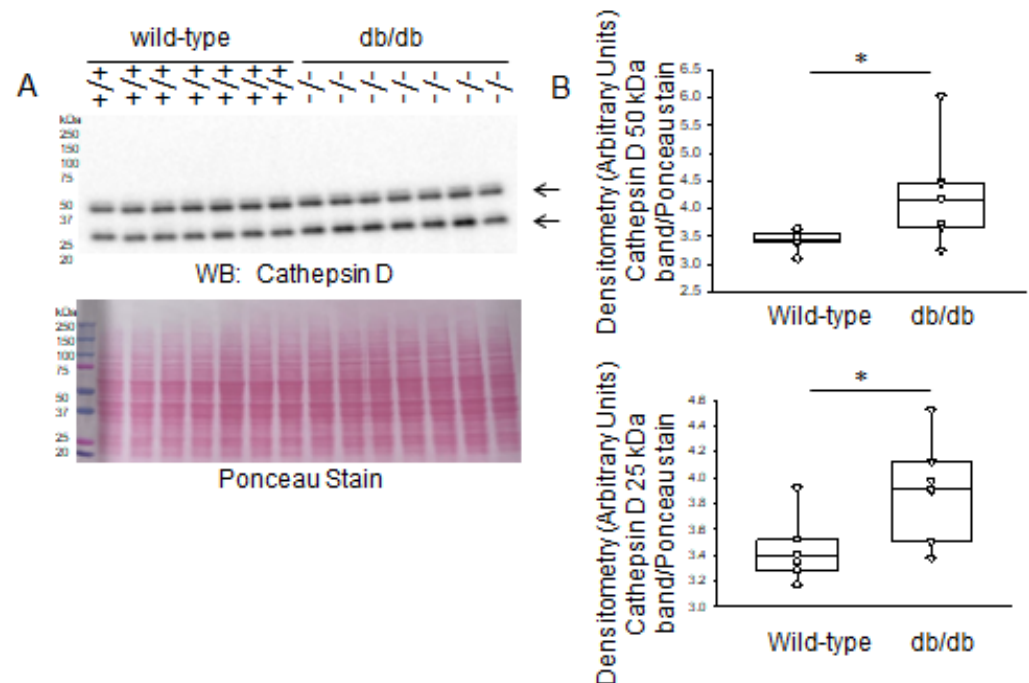 wild-type db/db
A
+/+ +/+ +/+ +/+ +/+ +/+ +/+ -/- -/- -/- -/- -/- -/- -/-
kDa
250
150
100
75
50
37
25
20
WB: Cathepsin D
kDa
250
150
100
75
50
37
25
20
Ponceau Stain
B
Densitometry (Arbitrary Units)
Cathepsin D 50 kDa
band/Ponceau stain
*
6.5
6.0
5.5
5.0
4.5
4.0
3.5
3.0
2.5
Wild-type db/db
Densitometry (Arbitrary Units)
Cathepsin D 25 kDa
band/Ponceau stain
*
4.6
4.4
4.2
4.0
3.8
3.6
3.4
3.2
3.0
Wild-type db/db